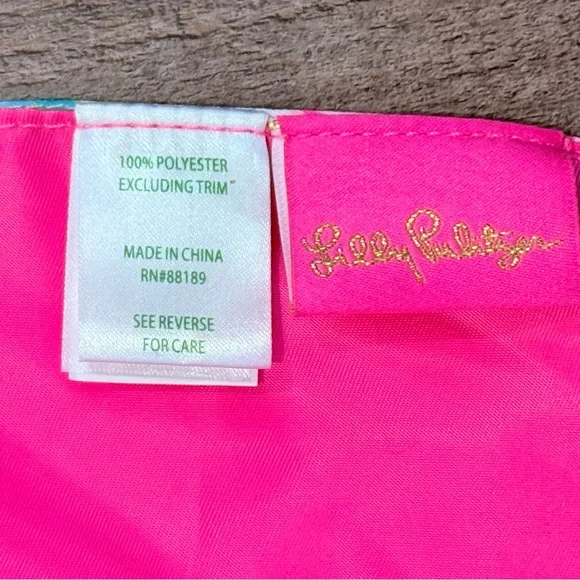 100% POLYESTER
EXCLUDING TRIM"
MADE IN CHINA
RN#88189
SEE REVERSE
FOR CARE
Lilly Pulitzer